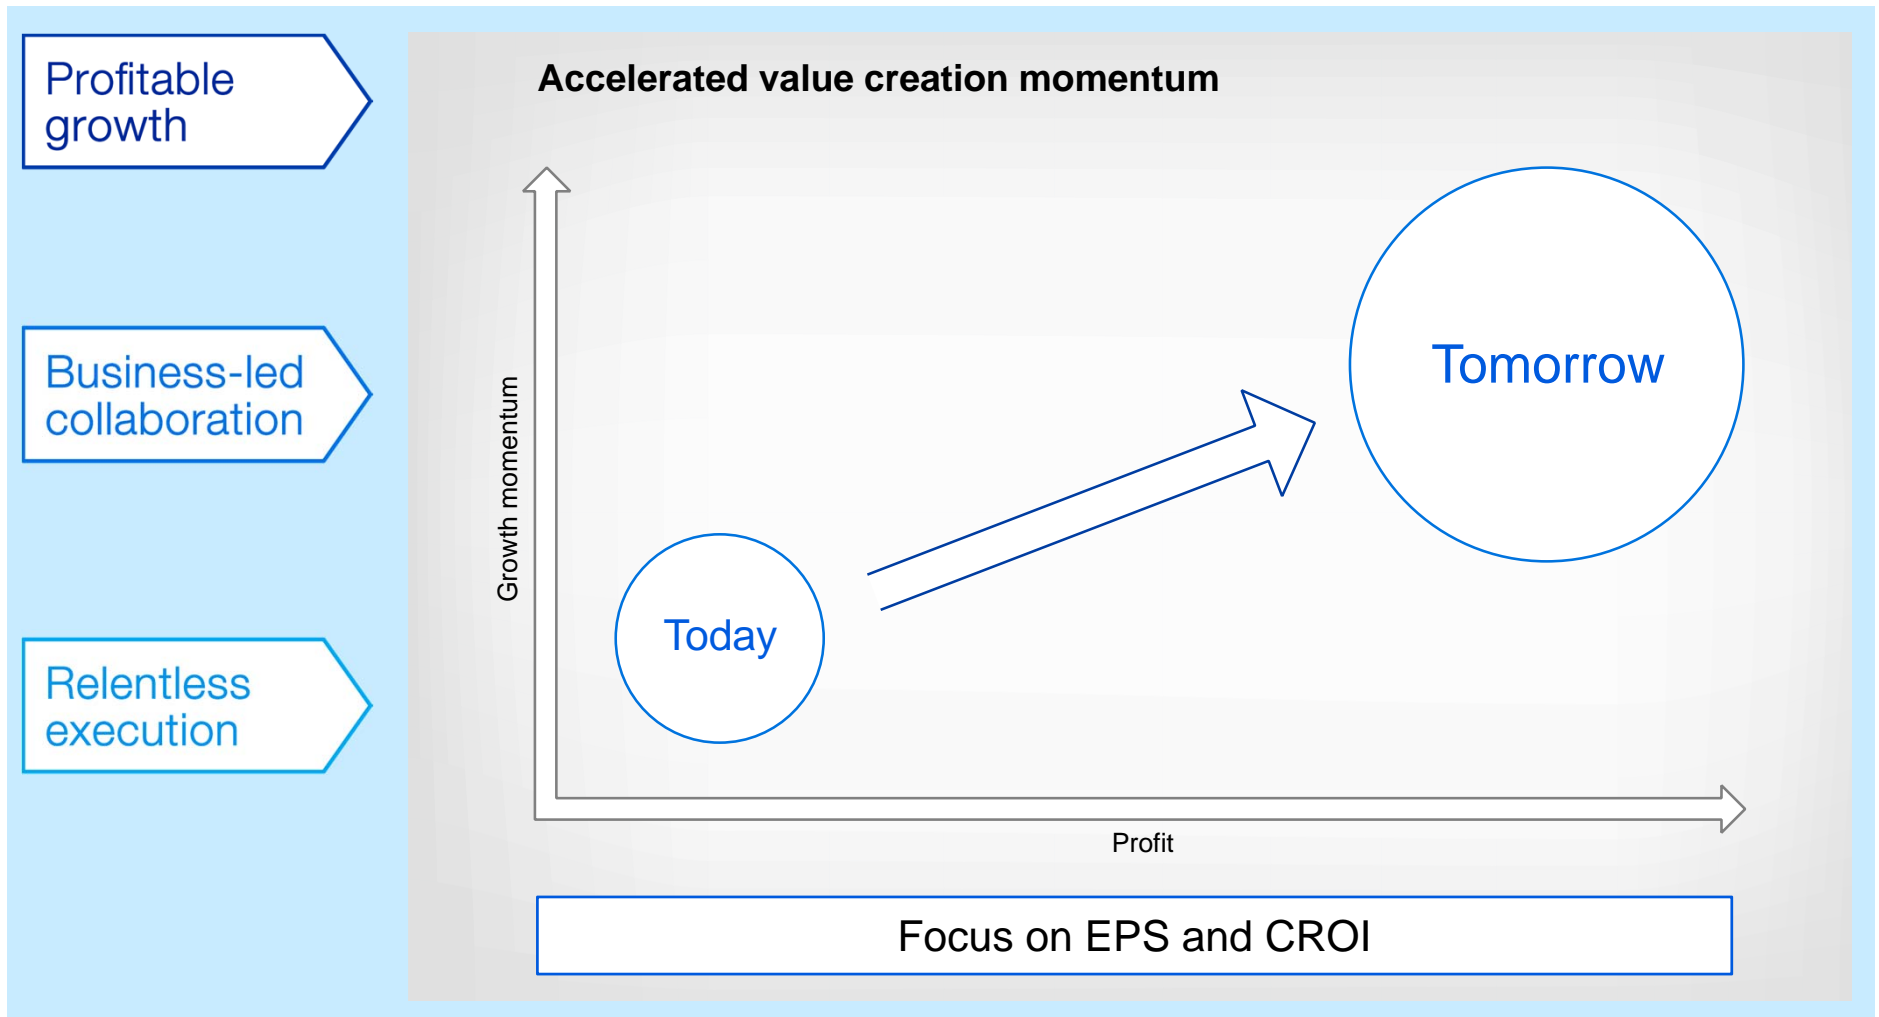 Profitable
growth
Business-led
collaboration
Relentless
execution
Accelerated value creation momentum
Growth momentum
Today
Tomorrow
Profit
Focus on EPS and CROI